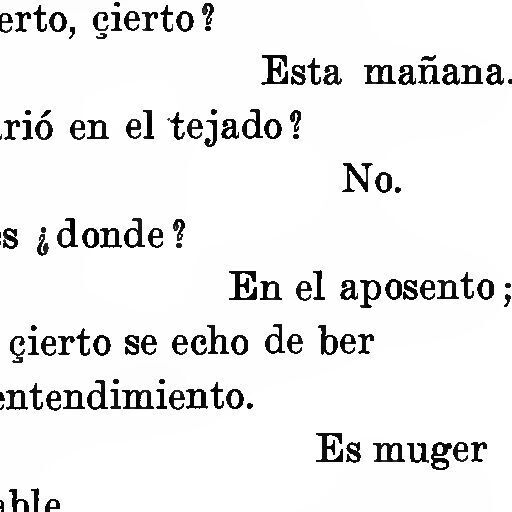 erto, çierto?
Esta mañana.
rió en el tejado?
No.
s ¿donde?
En el aposento;
çierto se echo de ber
entendimiento.
Es muger
able